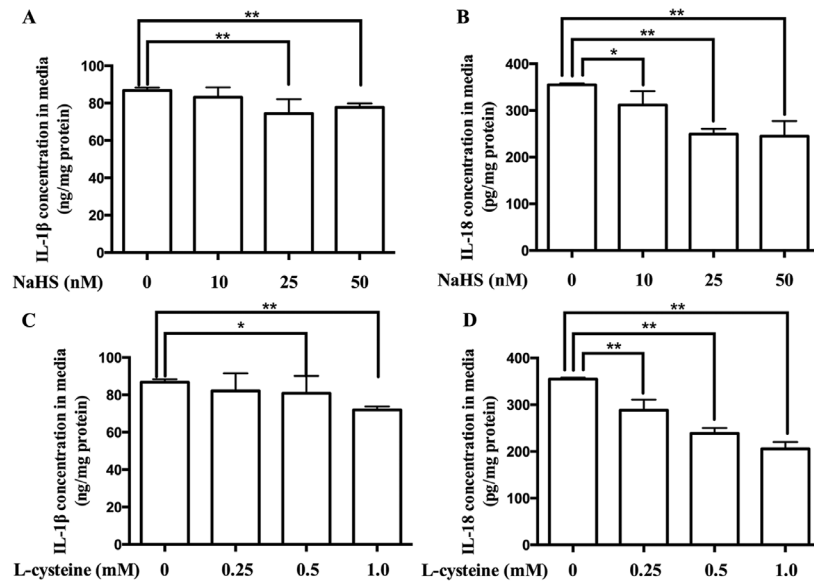 A
**
**
IL-1β concentration in media
(ng/mg protein)
100
80
60
40
20
0
NaHS (nM) 0 10 25 50
B
**
**
*
IL-18 concentration in media
(pg/mg protein)
400
300
200
100
0
NaHS (nM) 0 10 25 50
C
**
*
IL-1β concentration in media
(ng/mg protein)
100
80
60
40
20
0
L-cysteine (mM) 0 0.25 0.5 1.0
D
**
**
**
IL-18 concentration in media
(pg/mg protein)
400
300
200
100
0
L-cysteine (mM) 0 0.25 0.5 1.0